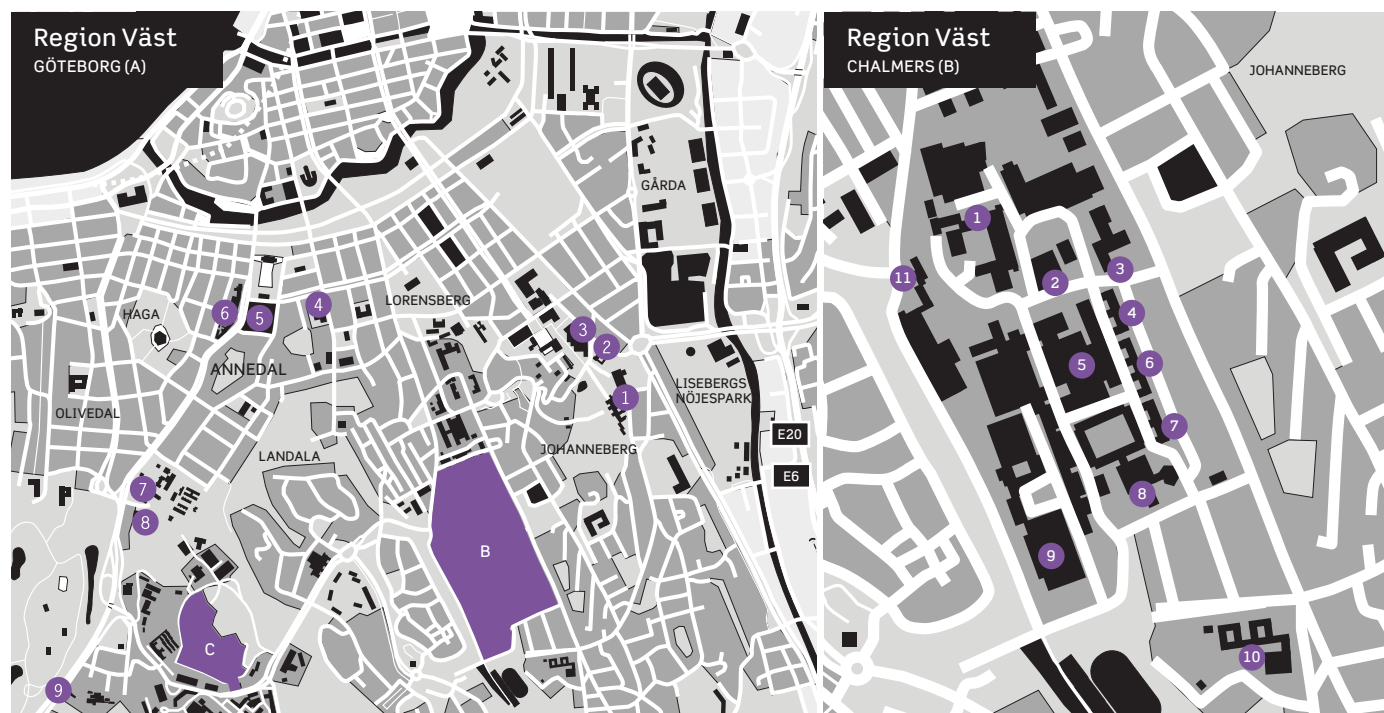 Region Väst
GÖTEBORG (A)
GÅRDA
LORENSBERG
HAGA
ANNEDAL
OLIVEDAL
LISEBERGS
NÖJESPARK
JOHANNEBERG
LANDALA
E20
E6
B
C
1
2
3
4
5
6
7
8
9
Region Väst
CHALMERS (B)
JOHANNEBERG
1
2
3
4
5
6
7
8
9
10
11